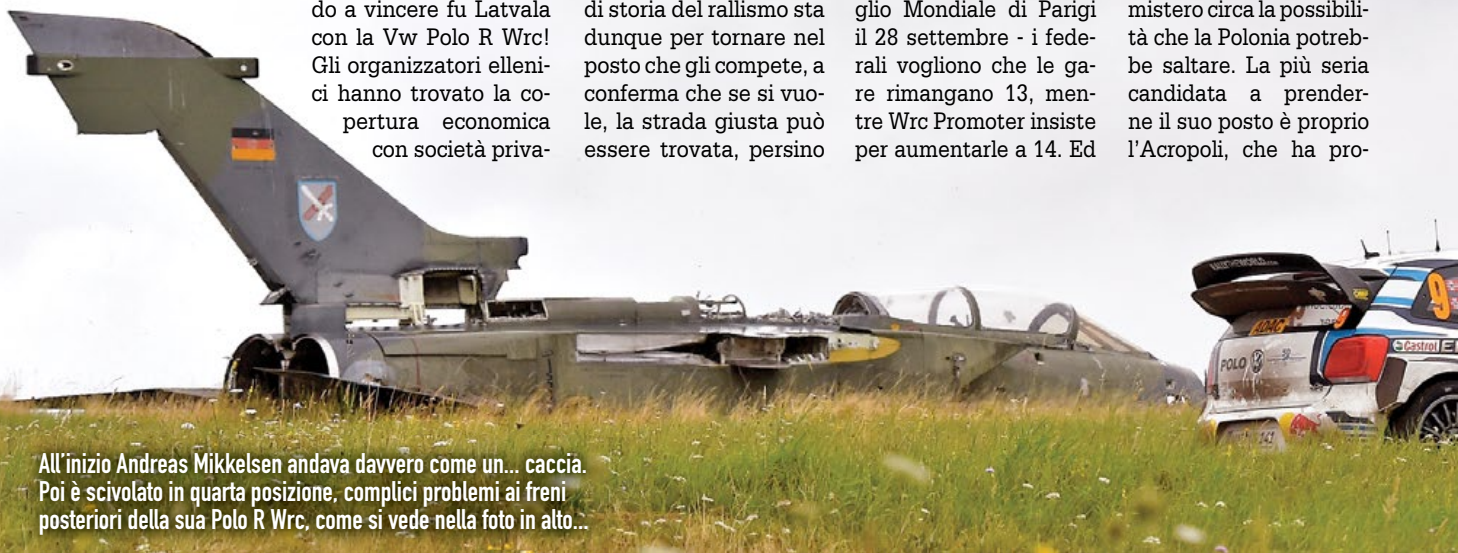 do a vincere fu Latvala
con la Vw Polo R Wrc!
Gli organizzatori elleni-
ci hanno trovato la co-
pertura economica
con società priva-
di storia del rallismo sta
dunque per tornare nel
posto che gli compete, a
conferma che se si vuo-
le, la strada giusta può
essere trovata, persino
glio Mondiale di Parigi
il 28 settembre - i fede-
rali vogliono che le ga-
re rimangano 13, men-
tre Wrc Promoter insiste
per aumentarle a 14. Ed
mistero circa la possibili-
tà che la Polonia potreb-
be saltare. La più seria
candidata a prender-
ne il suo posto è proprio
l'Acropoli, che ha pro-
9
ADAC
POLO
Castrol
All'inizio Andreas Mikkelsen andava davvero come un... caccia.
Poi è scivolato in quarta posizione, complici problemi ai freni
posteriori della sua Polo R Wrc, come si vede nella foto in alto...